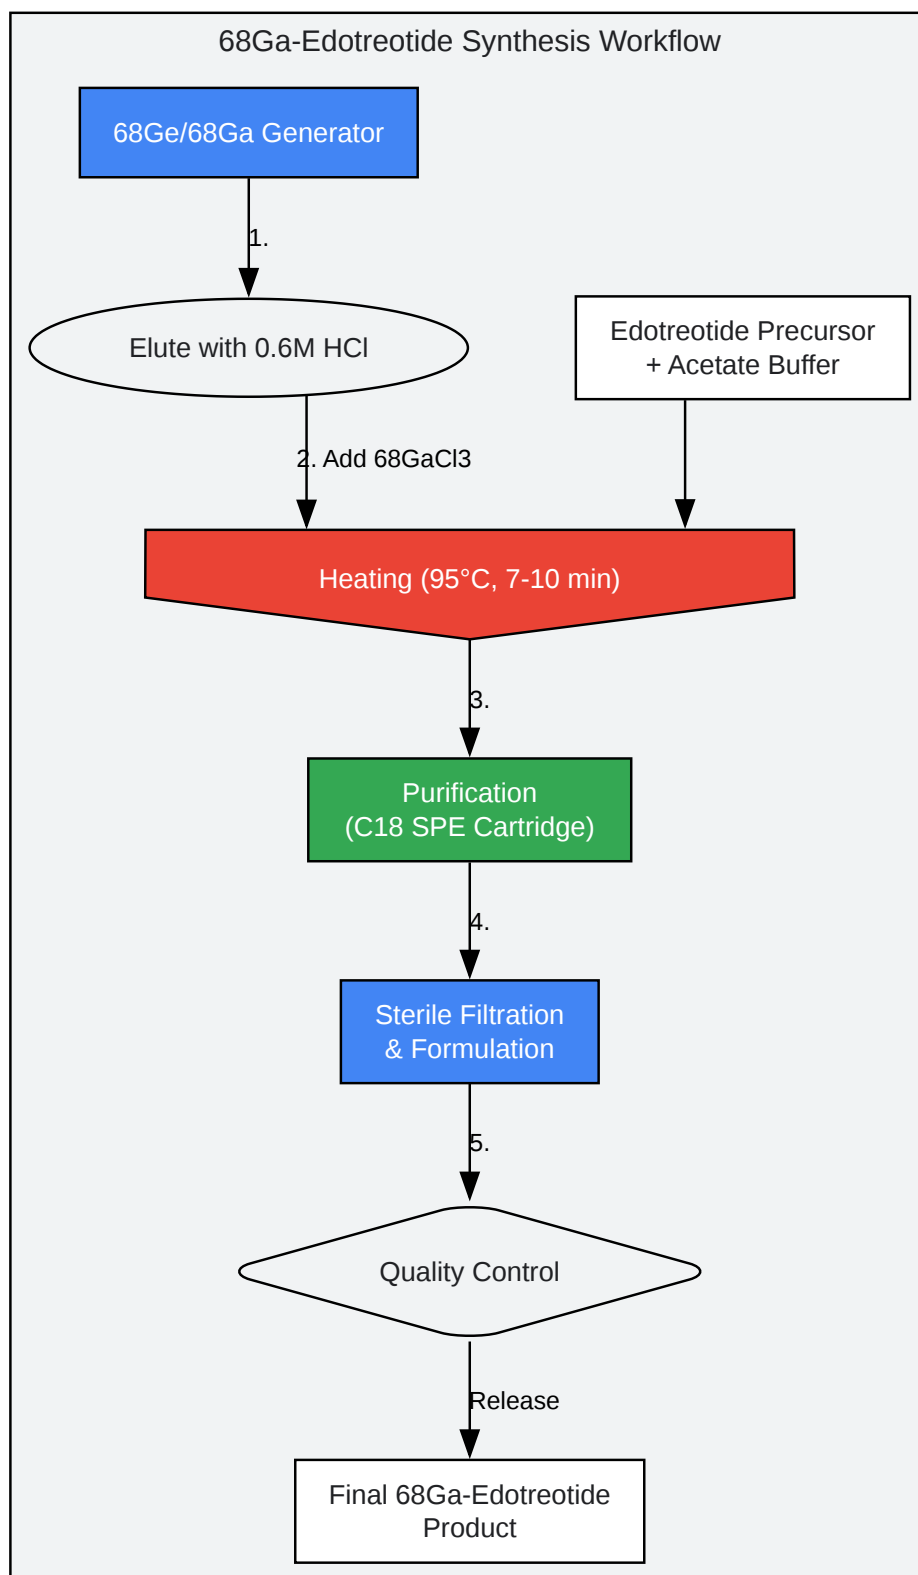 68Ga-Edotreotide Synthesis Workflow
68Ge/68Ga Generator
1.
Elute with 0.6M HCl
Edotreotide Precursor
+ Acetate Buffer
2. Add 68GaCl3
Heating (95°C, 7-10 min)
3.
Purification
(C18 SPE Cartridge)
4.
Sterile Filtration
& Formulation
5.
Quality Control
Release
Final 68Ga-Edotreotide
Product